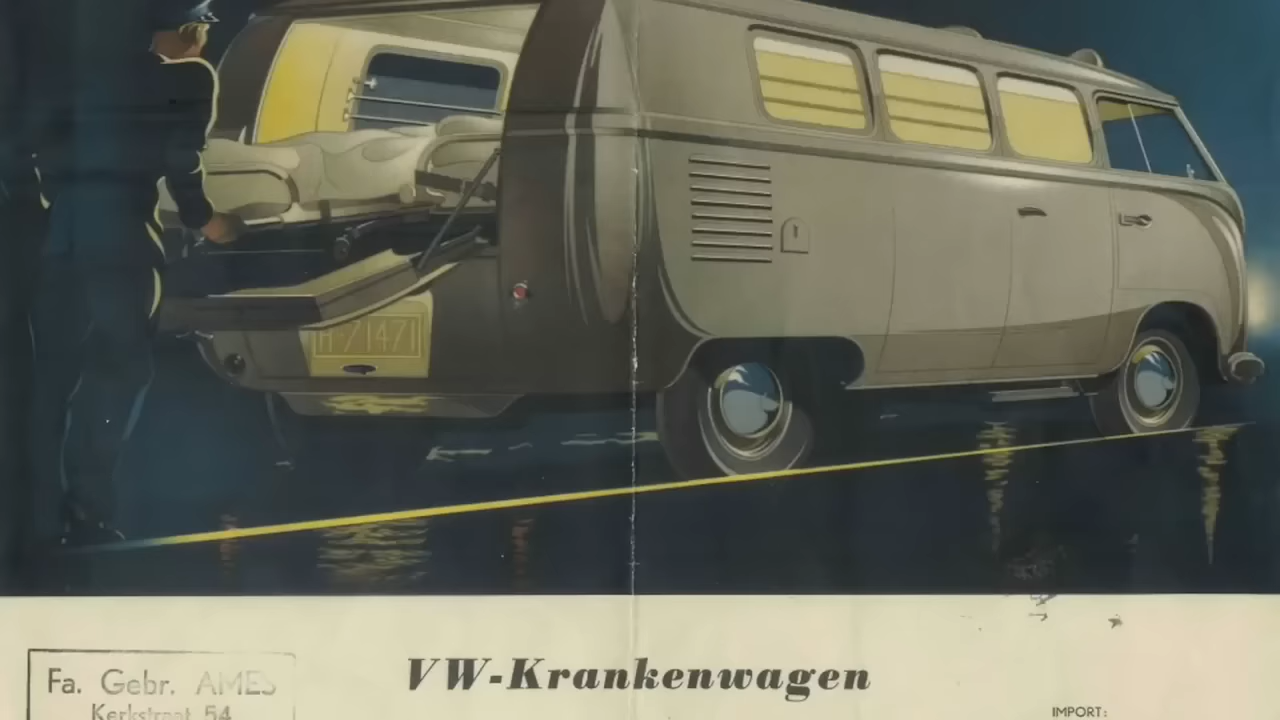 H 71471
VW-Krankenwagen
Fa. Gebr. AMES
Kerkstraat 54
IMPORT: